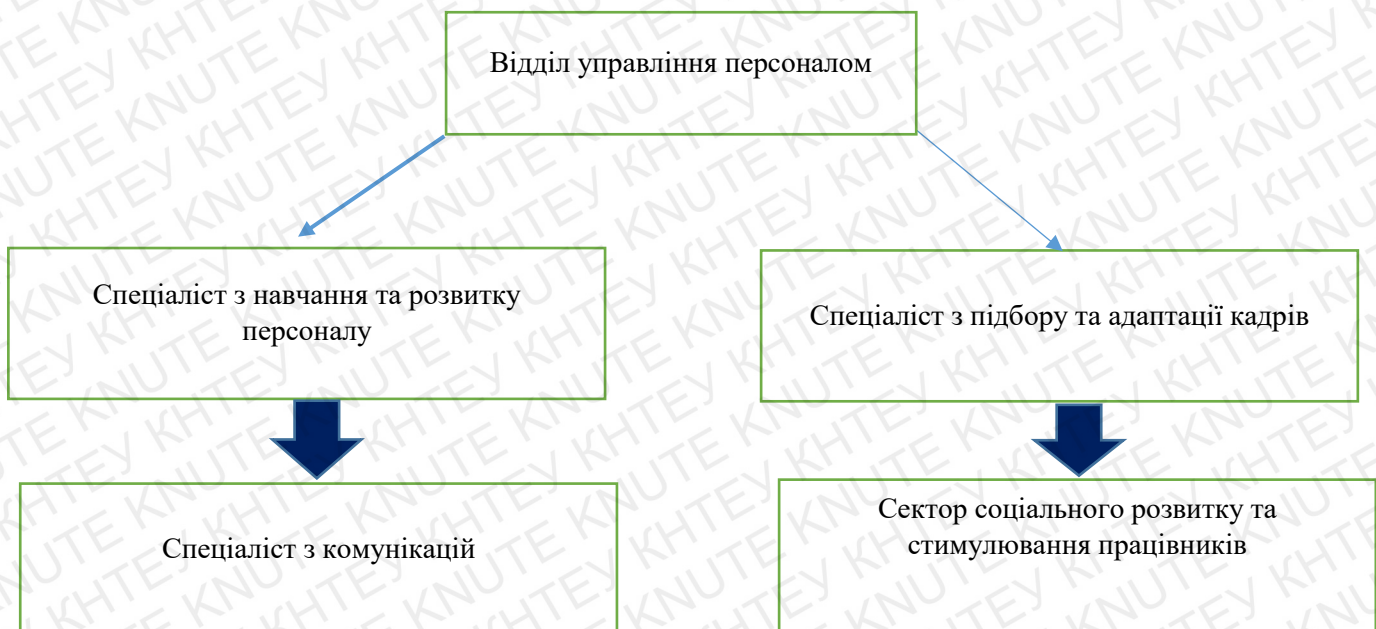 Відділ управління персоналом
Спеціаліст з навчання та розвитку
персоналу
Спеціаліст з підбору та адаптації кадрів
Спеціаліст з комунікацій
Сектор соціального розвитку та
стимулювання працівників